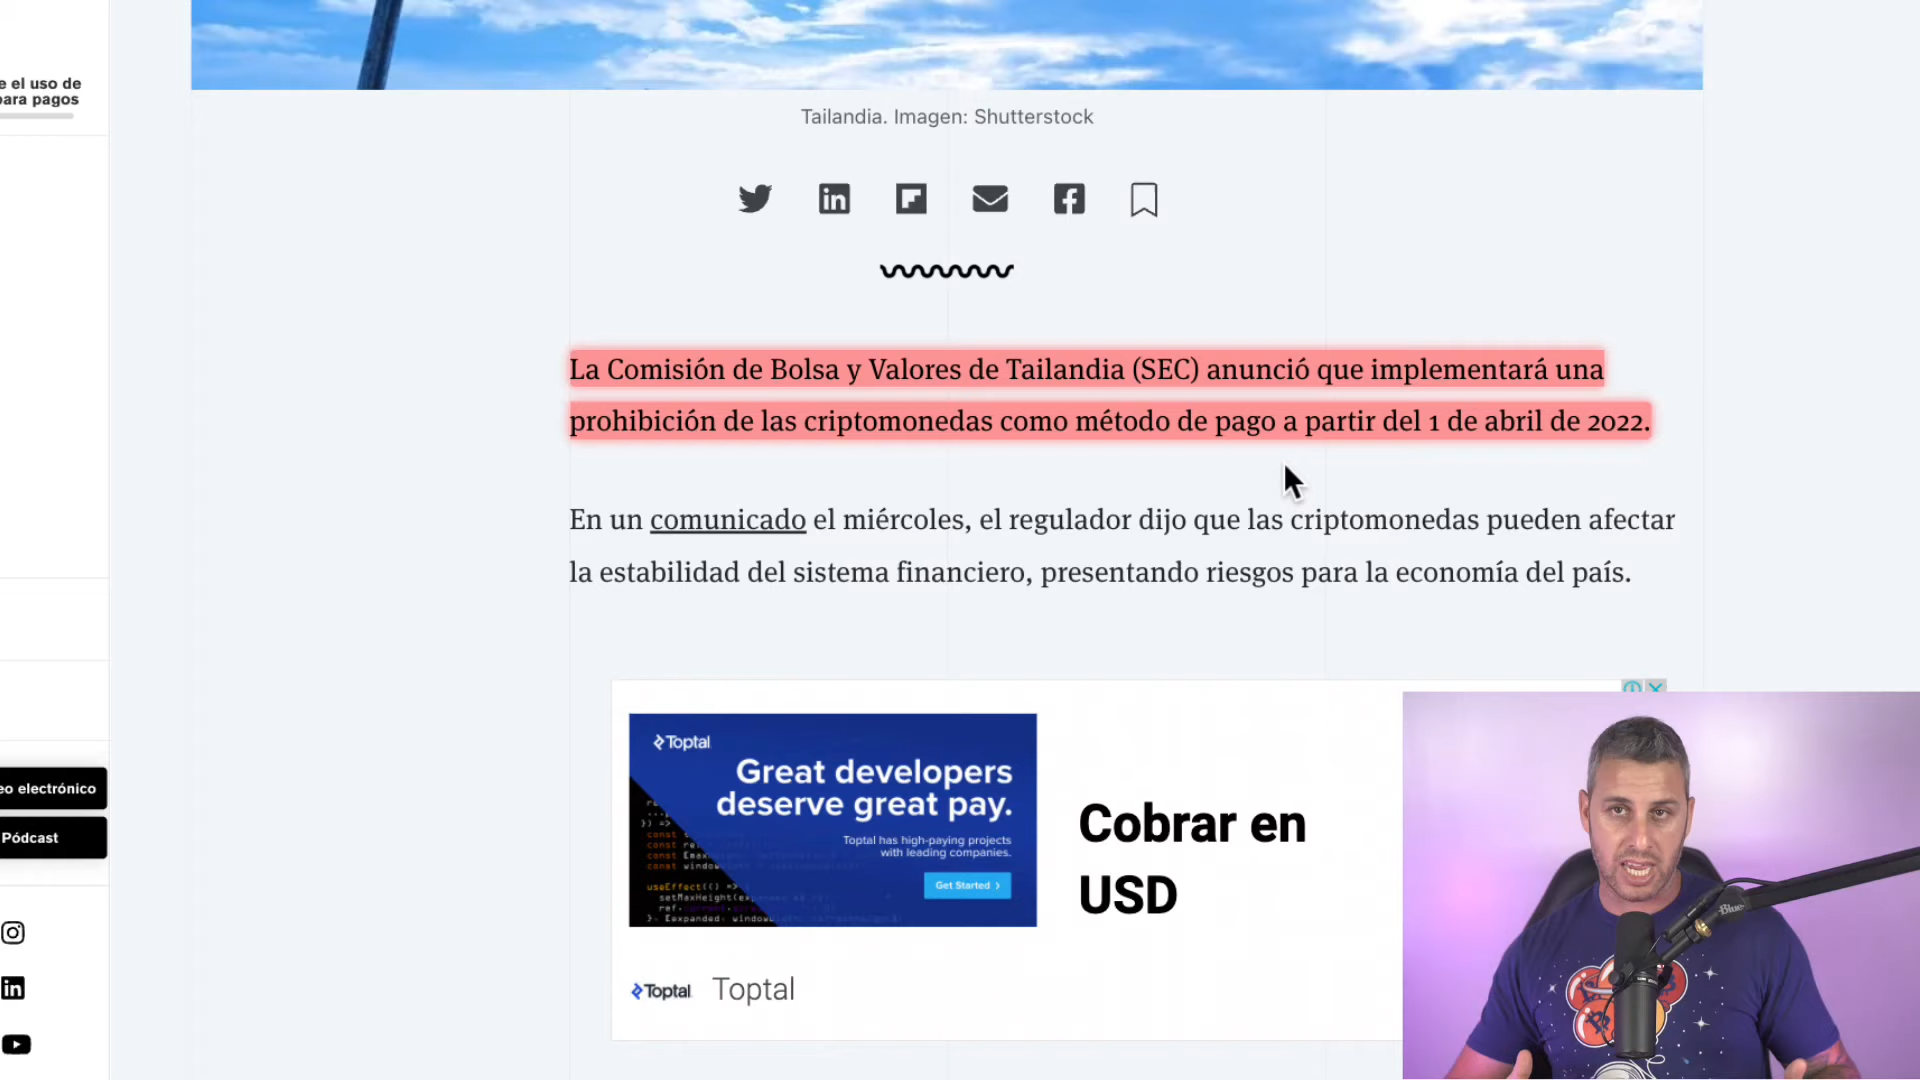 e el uso de
para pagos
Tailandia. Imagen: Shutterstock
La Comisión de Bolsa y Valores de Tailandia (SEC) anunció que implementará una
prohibición de las criptomonedas como método de pago a partir del 1 de abril de 2022.
En un comunicado el miércoles, el regulador dijo que las criptomonedas pueden afectar
la estabilidad del sistema financiero, presentando riesgos para la economía del país.
eo electrónico
Pódcast
Toptal
Great developers
deserve great pay.
Toptal has high-paying projects
with leading companies.
Get Started
Cobrar en
USD
Toptal
Toptal
Blue